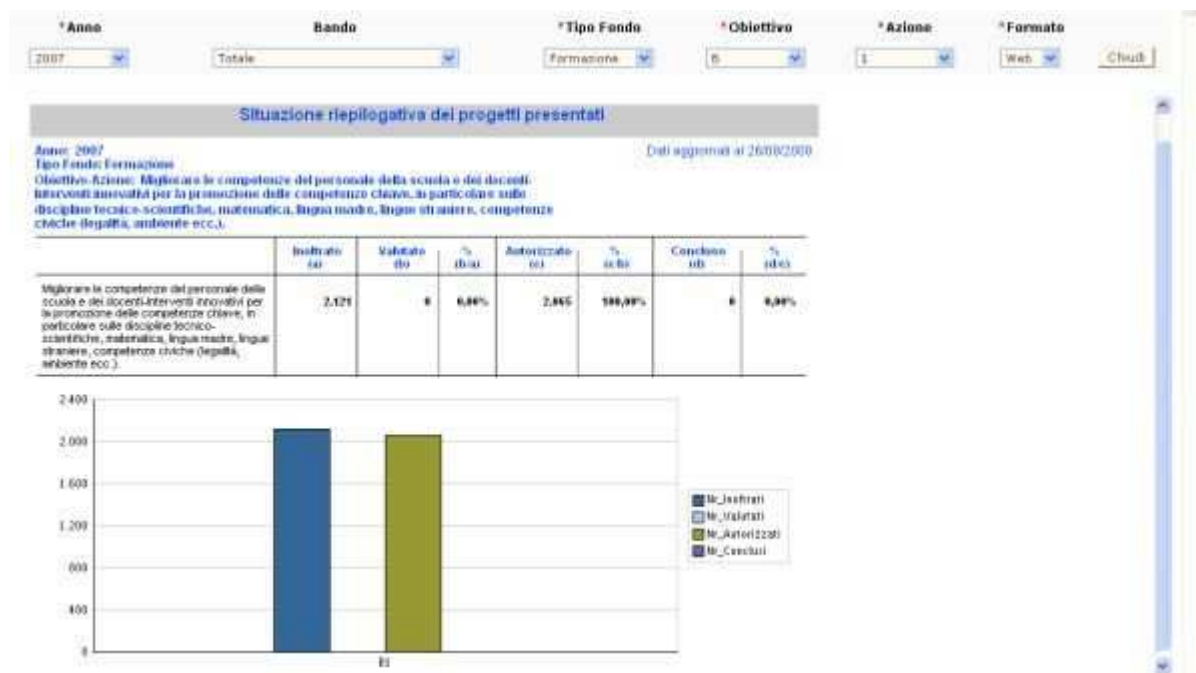 *Anno Bando *Tipo Fondo *Obiettivo *Azione *Formato
2007 Totale Formazione 1 Web Chiudi
Situazione riepilogativa dei progetti presentati
Anno: 2007 Dati aggiornati al
Tipo Fondo: Formazione
Obiettivo-Azione: Migliorare le competenze del personale della scuola e dei docenti-
Interventi innovativi per la promozione delle competenze chiave, in particolare sulle
discipline tecnico-scientifiche, matematica, lingua madre, lingue straniere, competenze
civiche (legalità, ambiente ecc.).
Inoltrato Valutato % Autorizzato % Concluso %
(a) (b) (b/a) (c) (c/b) (d) (d/c)
Migliorare le competenze del personale della
scuola e dei docenti-Interventi innovativi per
la promozione delle competenze chiave, in
particolare sulle discipline tecnico-
scientifiche, matematica, lingua madre, lingue
straniere, competenze civiche (legalità,
ambiente ecc.).
2.121 0 0,00% 2.065 100,00% 0 0,00%
2.400
2.000
1.600
1.200
800
400
0
Nr_Inoltrati
Nr_Valutati
Nr_Autorizzati
Nr_Conclusi